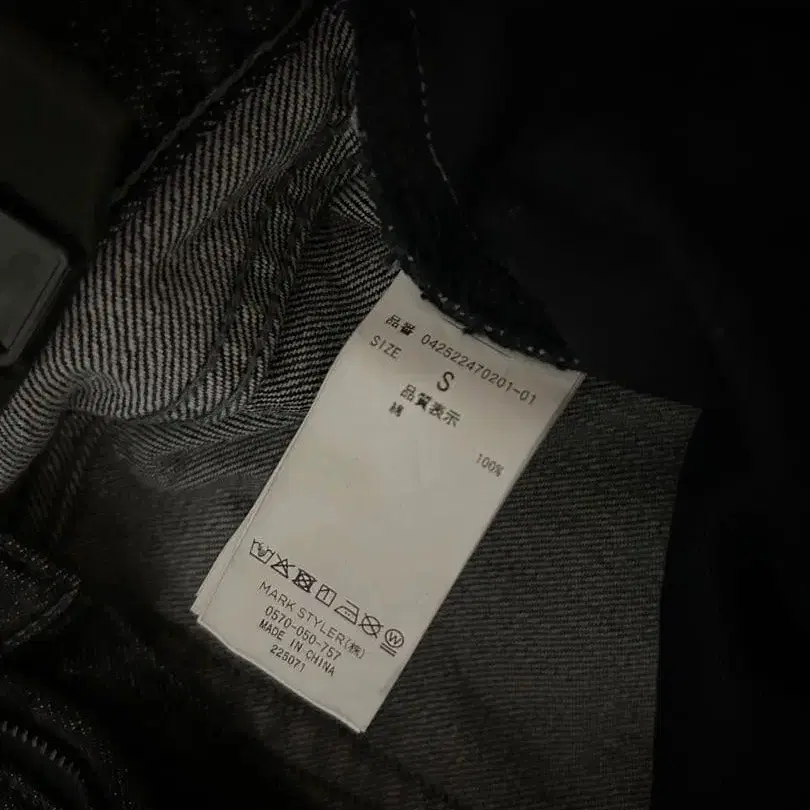 品番 042522470201-01
SIZE
S
品質表示
綿 100%
MARK STYLER(株)
0570-050-757
MADE IN CHINA
225071